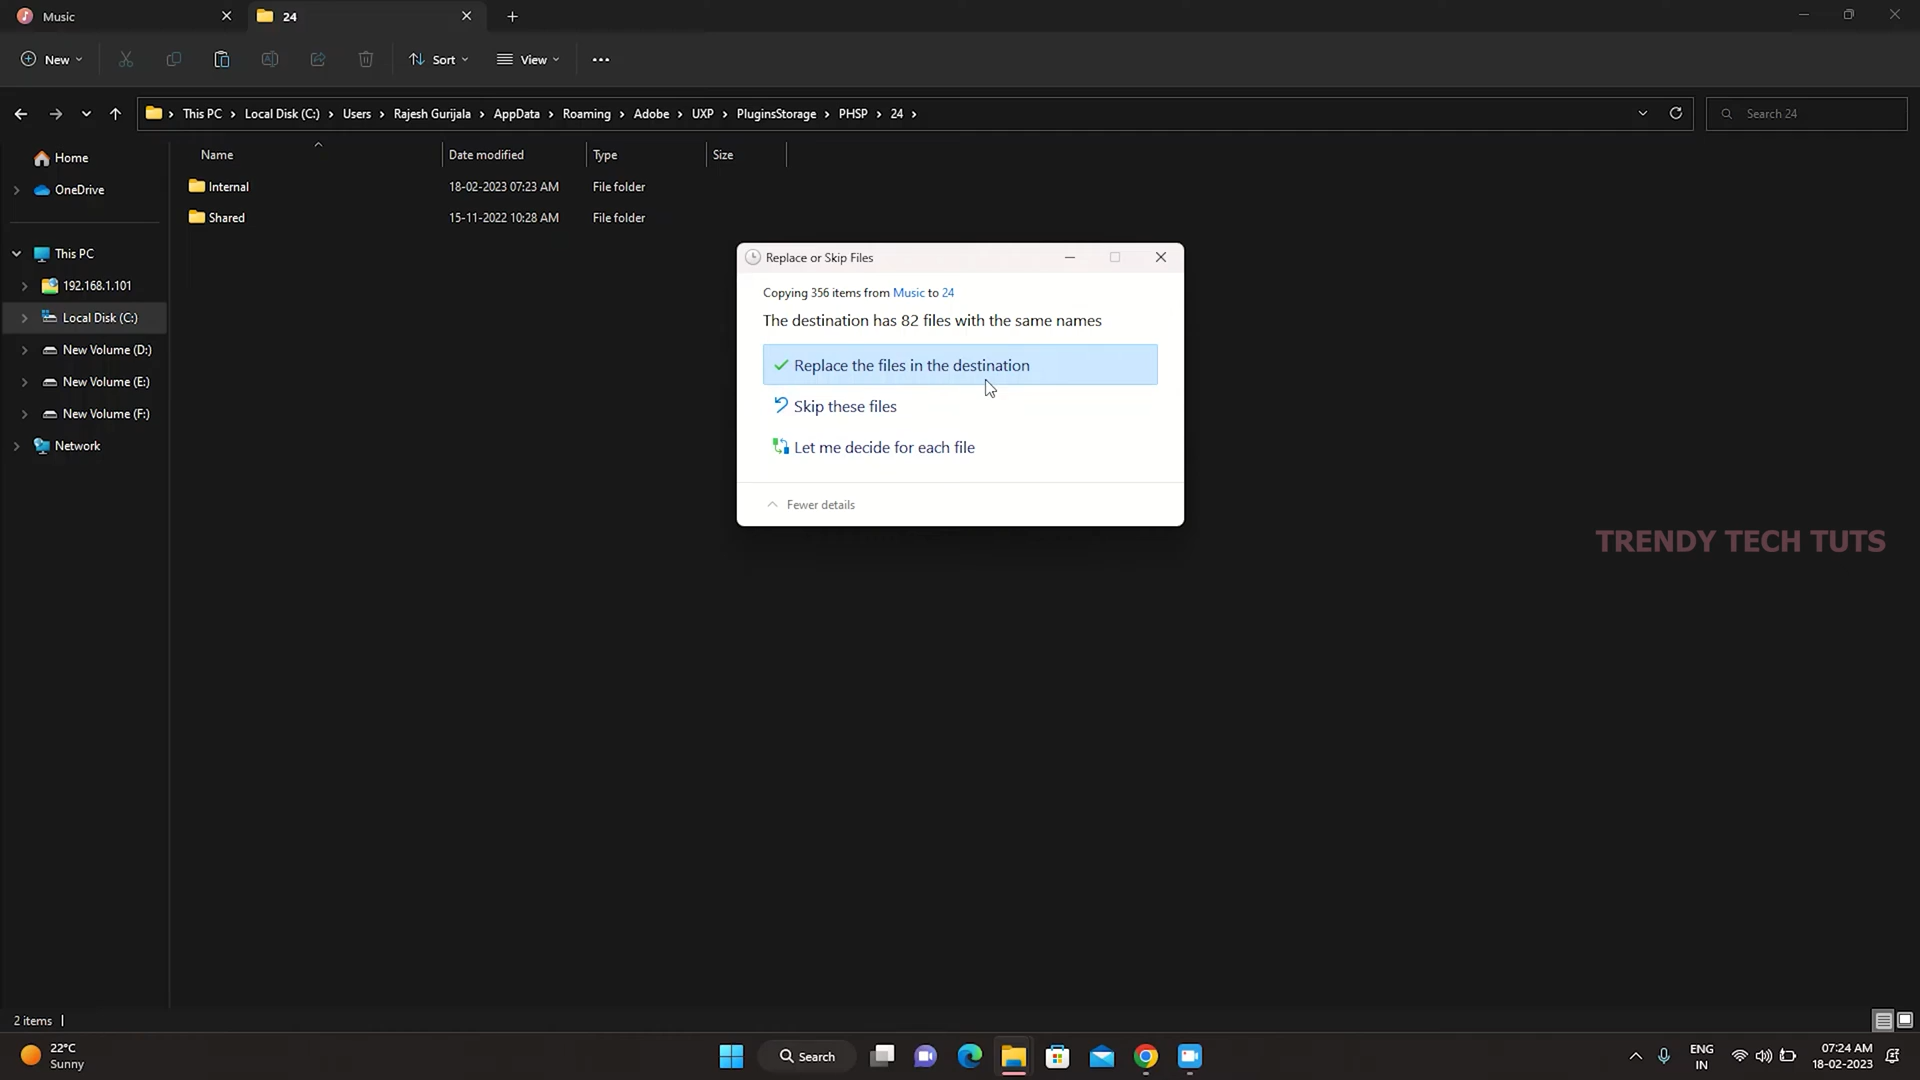 Music
24
New
Sort
View
This PC
Local Disk (C:)
Users
Rajesh Gurijala
AppData
Roaming
Adobe
UXP
PluginsStorage
PHSP
24
Search 24
Name
Date modified
Type
Size
Internal
18-02-2023 07:23 AM
File folder
Shared
15-11-2022 10:28 AM
File folder
Home
OneDrive
This PC
192.168.1.101
Local Disk (C:)
New Volume (D:)
New Volume (E:)
New Volume (F:)
Network
Replace or Skip Files
Copying 356 items from Music to 24
The destination has 82 files with the same names
Replace the files in the destination
Skip these files
Let me decide for each file
Fewer details
TRENDY TECH TUTS
2 items
22°C
Sunny
Search
ENG
IN
07:24 AM
18-02-2023